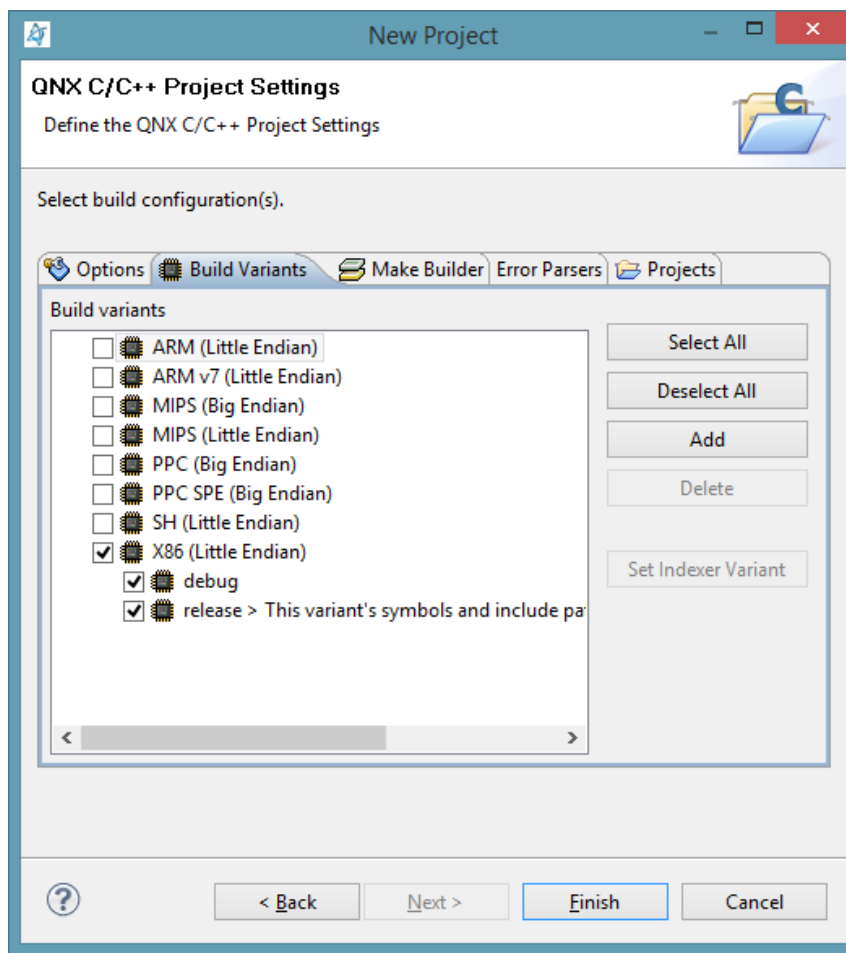 New Project
QNX C/C++ Project Settings
Define the QNX C/C++ Project Settings
Select build configuration(s).
Options Build Variants Make Builder Error Parsers Projects
Build variants
ARM (Little Endian)
ARM v7 (Little Endian)
MIPS (Big Endian)
MIPS (Little Endian)
PPC (Big Endian)
PPC SPE (Big Endian)
SH (Little Endian)
X86 (Little Endian)
debug
release > This variant's symbols and include pa
Select All
Deselect All
Add
Delete
Set Indexer Variant
< Back Next > Finish Cancel